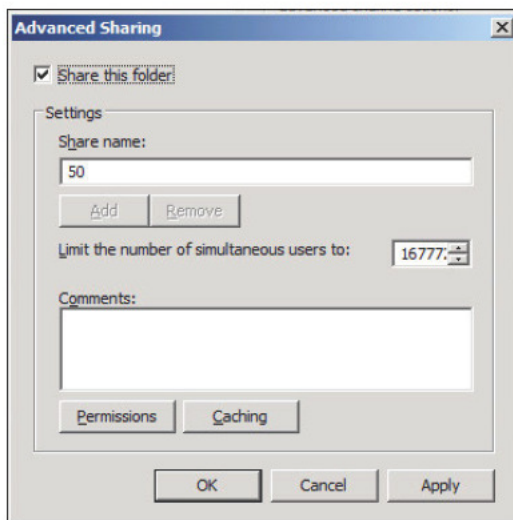 Advanced Sharing
Share this folder
Settings
Share name:
50
Add Remove
Limit the number of simultaneous users to: 16777
Comments:
Permissions Caching
OK Cancel Apply